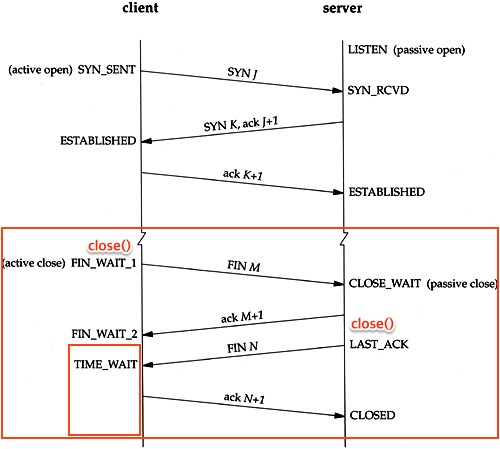 client server
LISTEN (passive open)
(active open) SYN_SENT
SYN J
SYN_RCVD
SYN K, ack J+1
ESTABLISHED
ack K+1
ESTABLISHED
close()
(active close) FIN_WAIT_1
FIN M
CLOSE_WAIT (passive close)
ack M+1
close()
FIN_WAIT_2
LAST_ACK
FIN N
TIME_WAIT
ack N+1
CLOSED